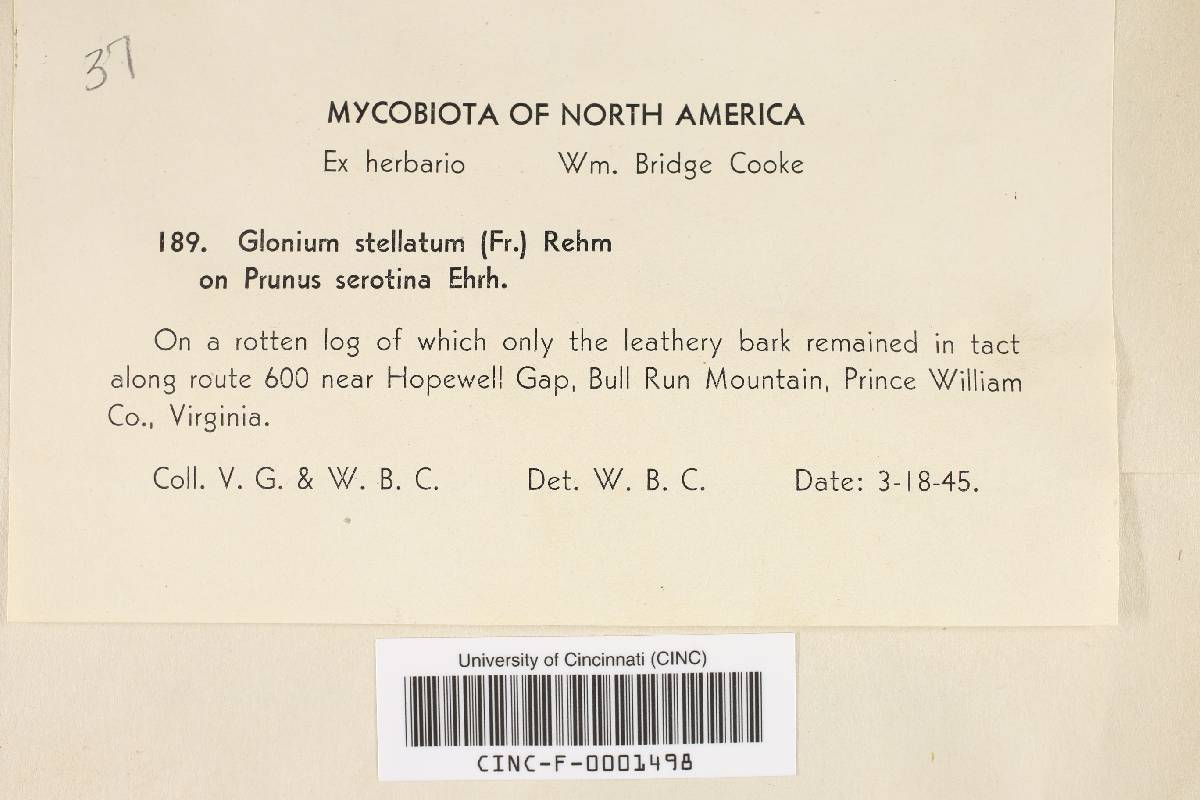 37
MYCOBIOTA OF NORTH AMERICA
Ex herbario Wm. Bridge Cooke
189. Glonium stellatum (Fr.) Rehm
on Prunus serotina Ehrh.
On a rotten log of which only the leathery bark remained in tact
along route 600 near Hopewell Gap, Bull Run Mountain, Prince William
Co., Virginia.
Coll. V. G. & W. B. C. Det. W. B. C. Date: 3-18-45.
University of Cincinnati (CINC)
CINC-F-0001498